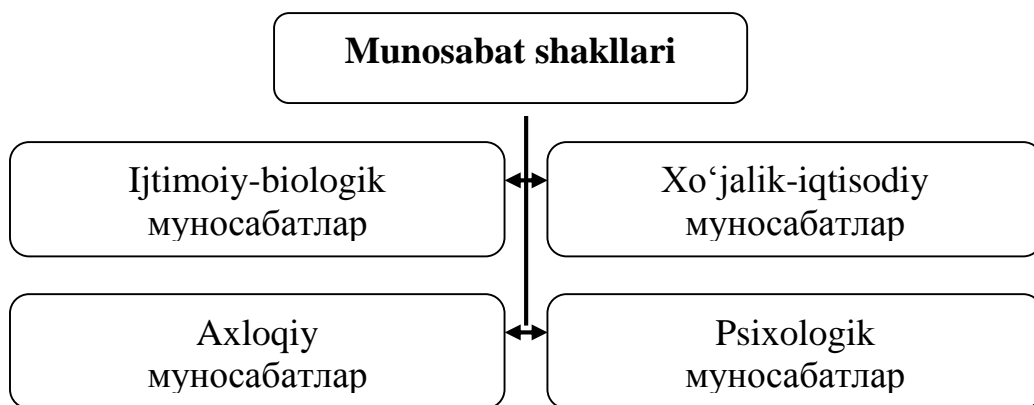 Munosabat shakllari
Ijtimoiy-biologik
муносабатлар
Xo‘jalik-iqtisodiy
муносабатлар
Axloqiy
муносабатлар
Psixologik
муносабатлар